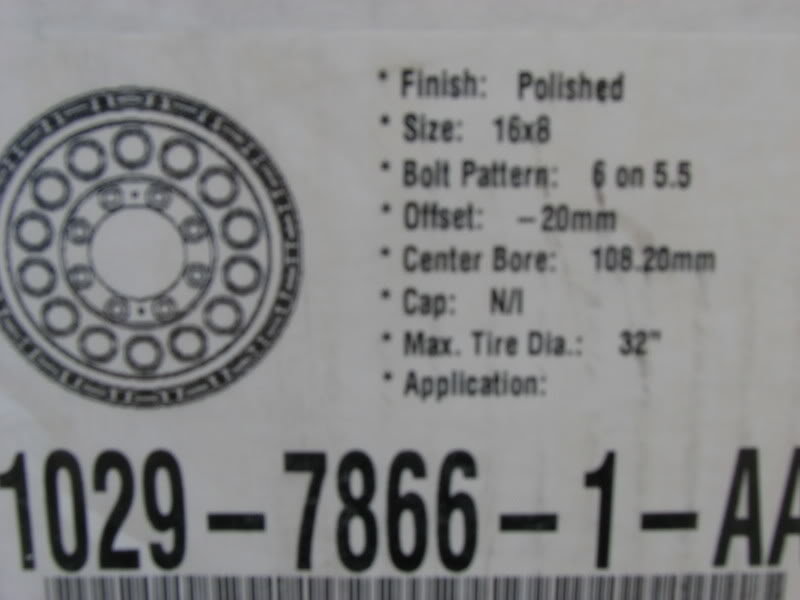 * Finish: Polished
* Size: 16x8
* Bolt Pattern: 6 on 5.5
* Offset: -20mm
* Center Bore: 108.20mm
* Cap: N/I
* Max. Tire Dia.: 32"
* Application:
1029-7866-1-AA